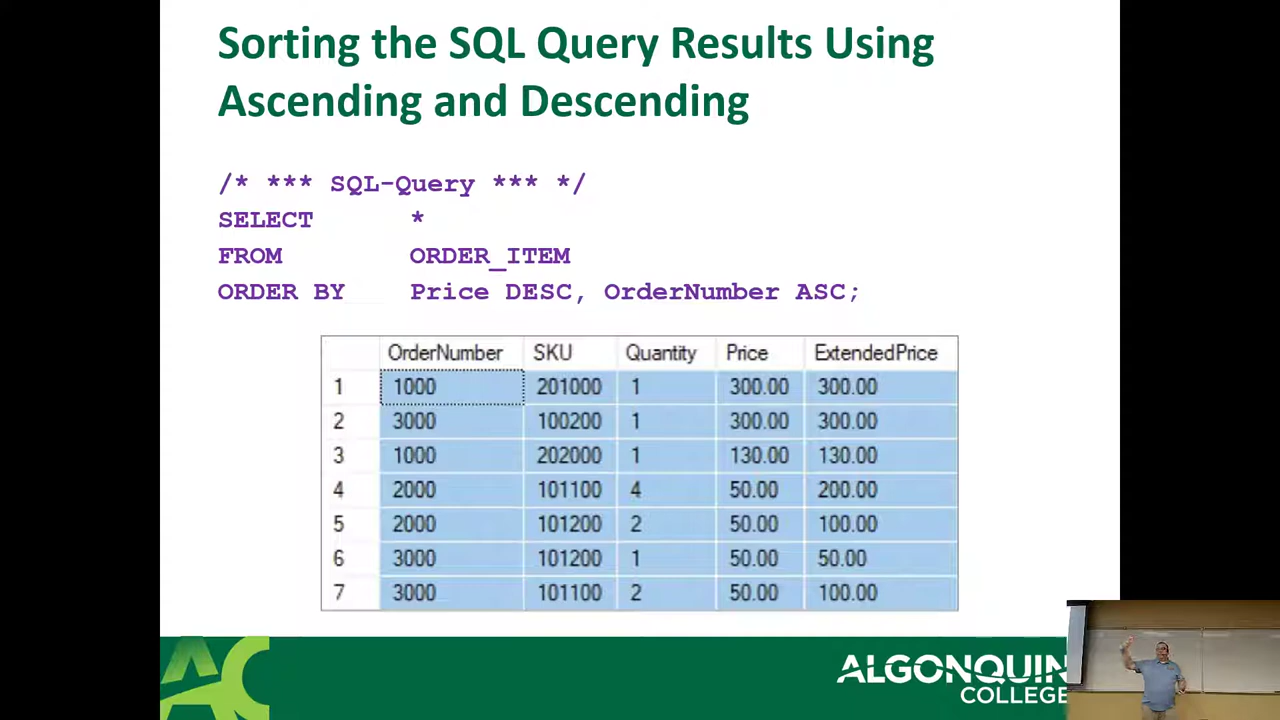 Sorting the SQL Query Results Using
Ascending and Descending
/* *** SQL-Query *** */
SELECT *
FROM ORDER_ITEM
ORDER BY Price DESC, OrderNumber ASC;
OrderNumber SKU Quantity Price ExtendedPrice
1 1000 201000 1 300.00 300.00
2 3000 100200 1 300.00 300.00
3 1000 202000 1 130.00 130.00
4 2000 101100 4 50.00 200.00
5 2000 101200 2 50.00 100.00
6 3000 101200 1 50.00 50.00
7 3000 101100 2 50.00 100.00
AC
ALGONQUIN
COLLEGE